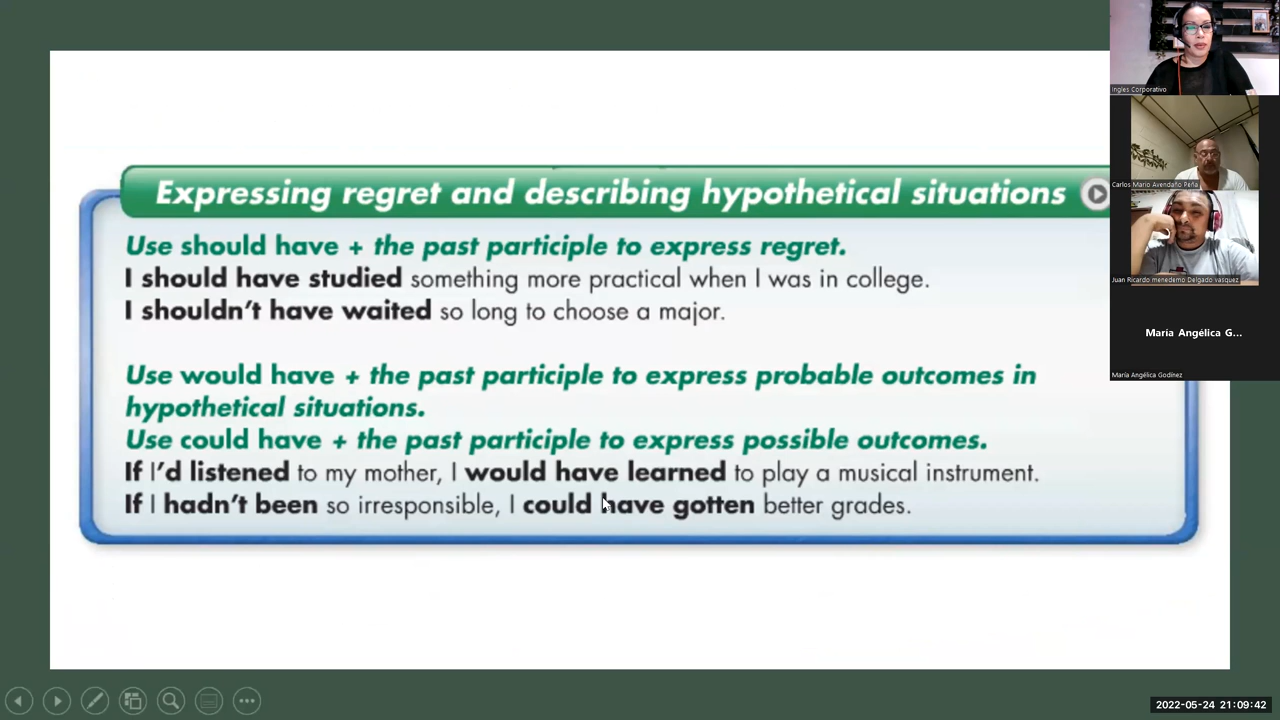 Expressing regret and describing hypothetical situations
Use should have + the past participle to express regret.
I should have studied something more practical when I was in college.
I shouldn't have waited so long to choose a major.
Use would have + the past participle to express probable outcomes in
hypothetical situations.
Use could have + the past participle to express possible outcomes.
If I'd listened to my mother, I would have learned to play a musical instrument.
If I hadn't been so irresponsible, I could have gotten better grades.
Ingles Corporativo
Carlos Mario Avendaño Peña
Juan Ricardo menedemo Delgado vasquez
María Angélica G...
María Angélica Godínez
2022-05-24 21:09:42